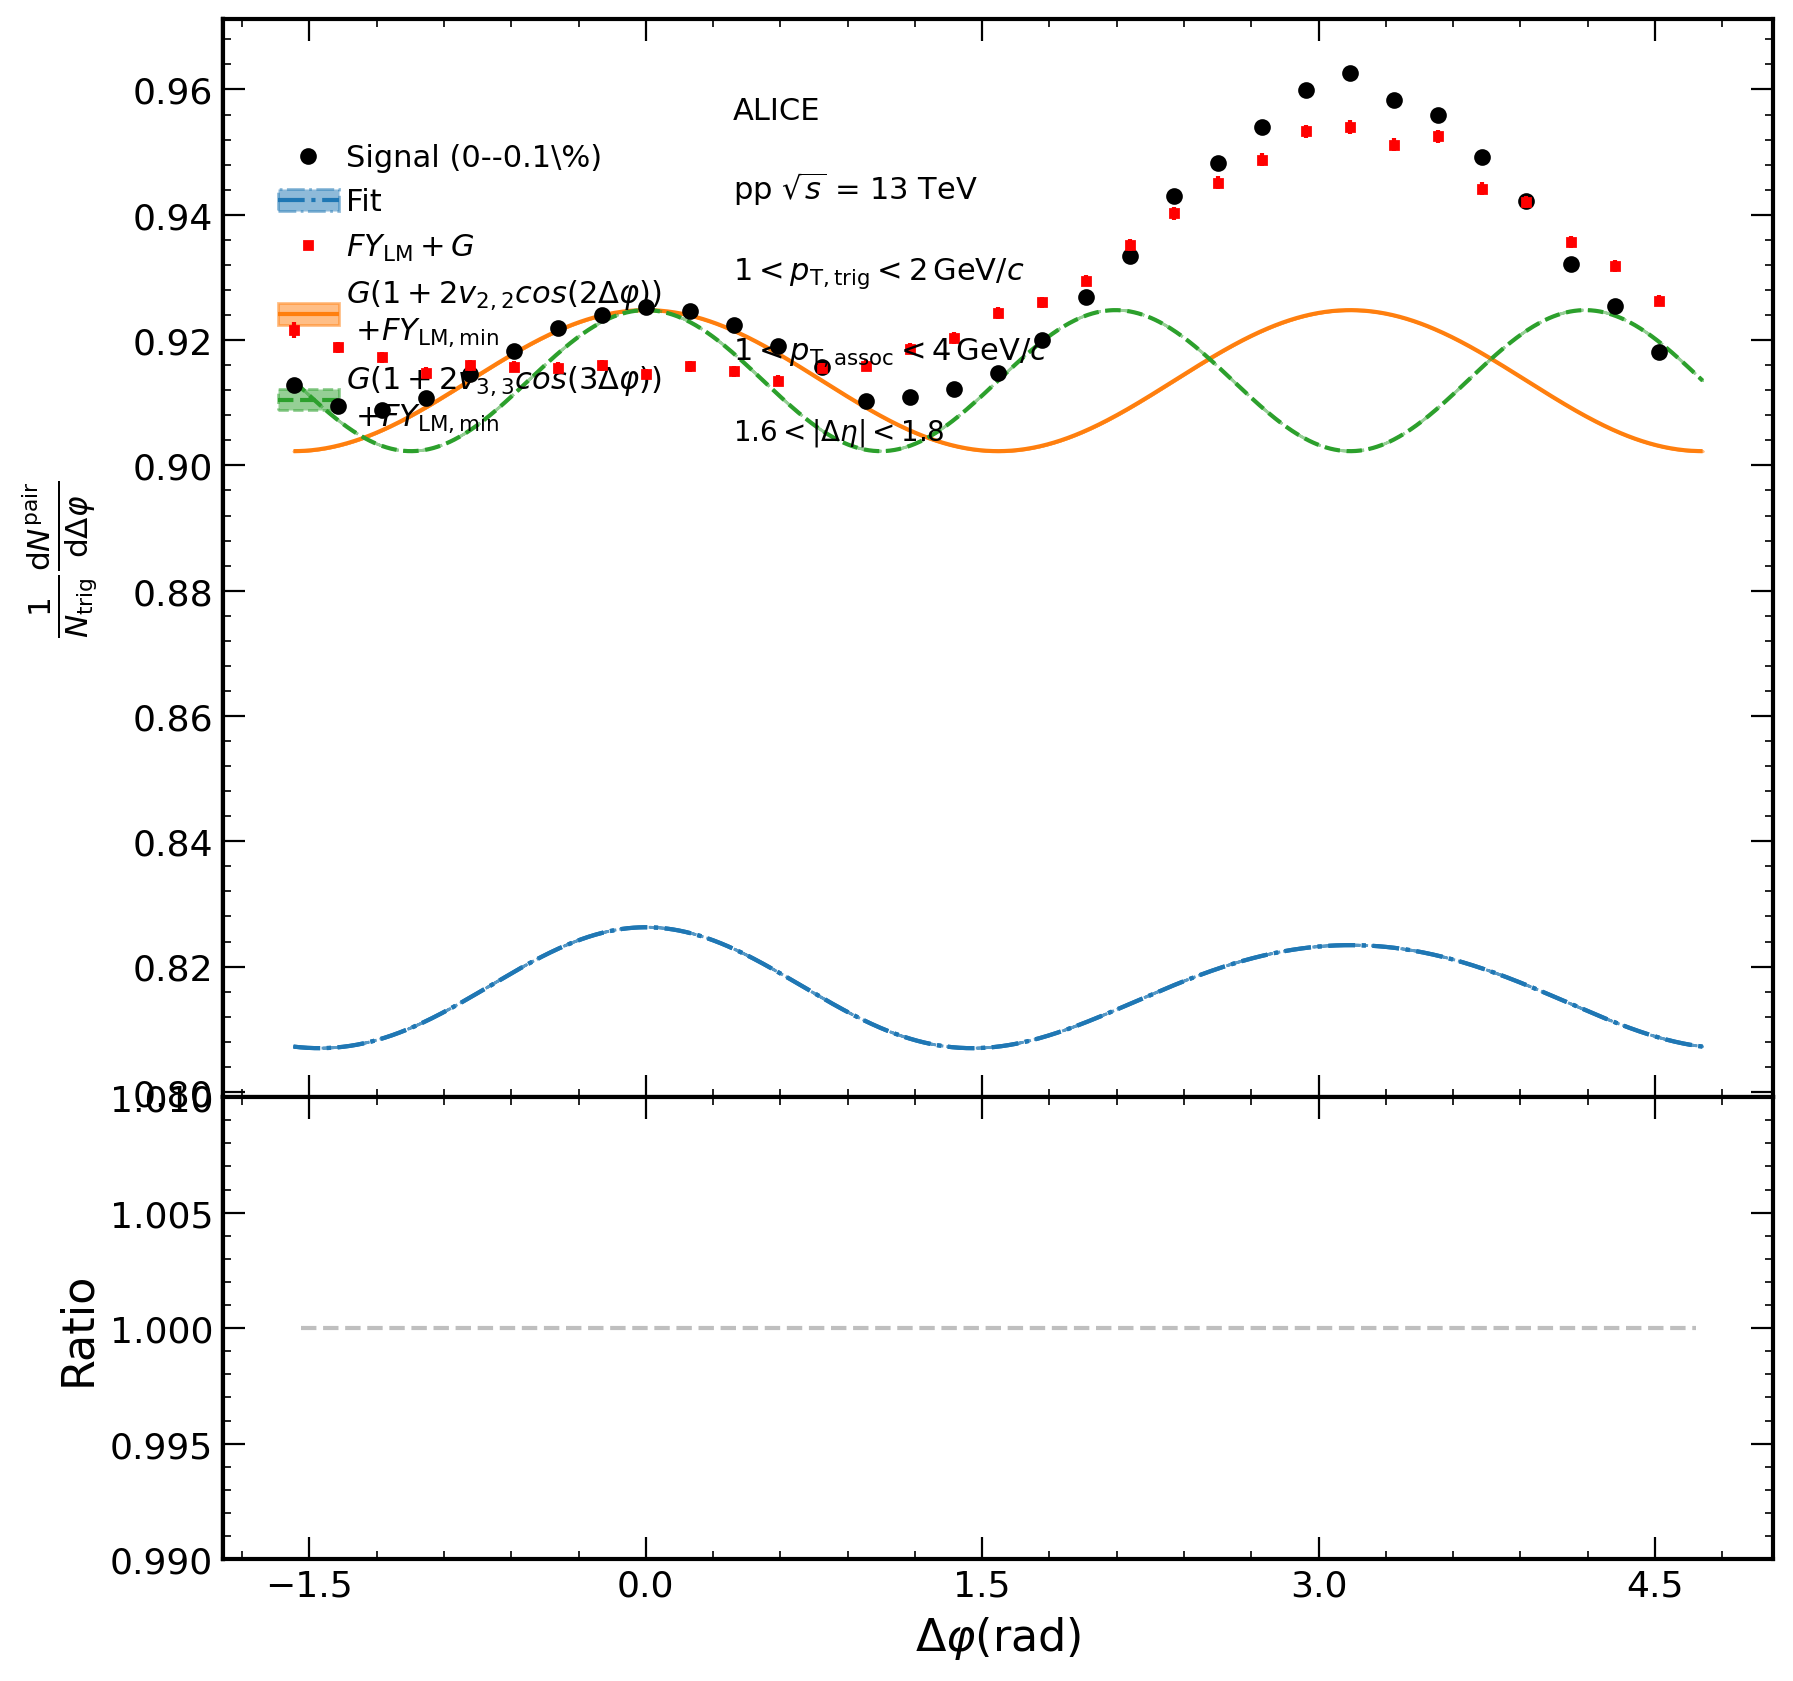 0.96
0.94
0.92
0.90
0.88
0.86
0.84
0.82
0.80
ALICE
pp √s = 13 TeV
1 < p_T,trig < 2 GeV/c
1 < p_T,assoc < 4 GeV/c
1.6 < |Δη| < 1.8
Signal (0--0.1\%)
Fit
FY_LM + G
G(1 + 2v_2,2cos(2Δφ))
+FY_LM,min
G(1 + 2v_3,3cos(3Δφ))
+FY_LM,min
1/N_trig dN^pair/dΔφ
1.010
1.005
1.000
0.995
0.990
Ratio
−1.5 0.0 1.5 3.0 4.5
Δφ(rad)